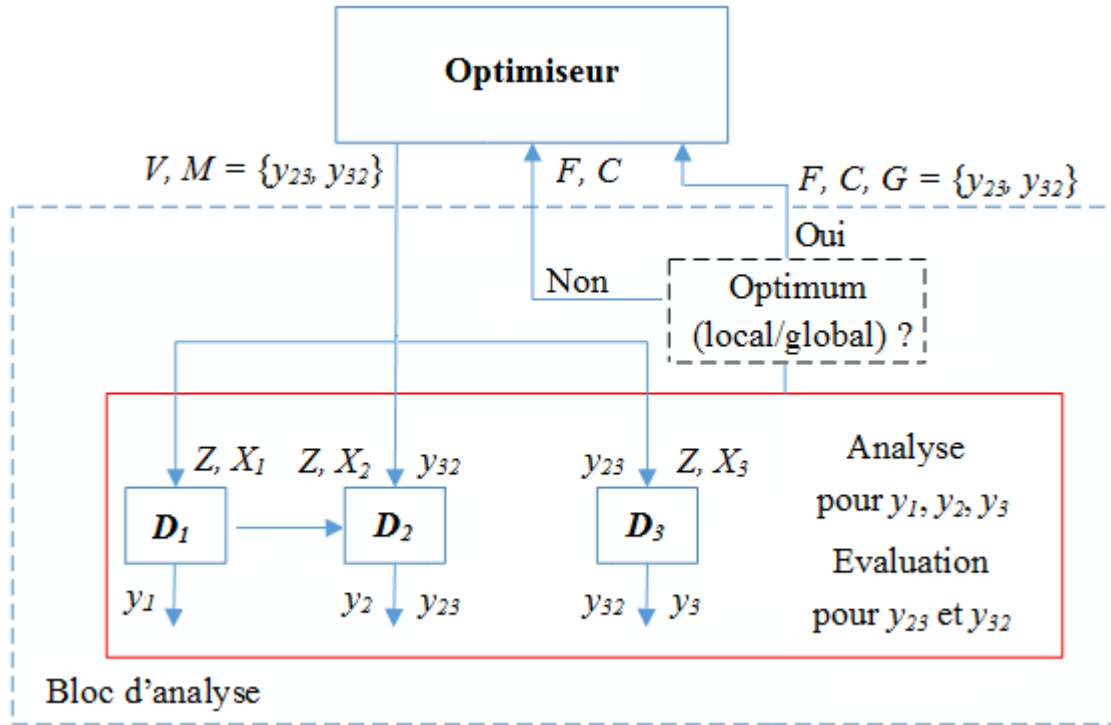 Optimiseur
V, M = {y23, y32}
F, C
F, C, G = {y23, y32}
Oui
Non
Optimum
(local/global) ?
Z, X1
Z, X2
y32
y23
Z, X3
Analyse
pour y1, y2, y3
D1
D2
D3
Evaluation
pour y23 et y32
y1
y2
y23
y32
y3
Bloc d’analyse